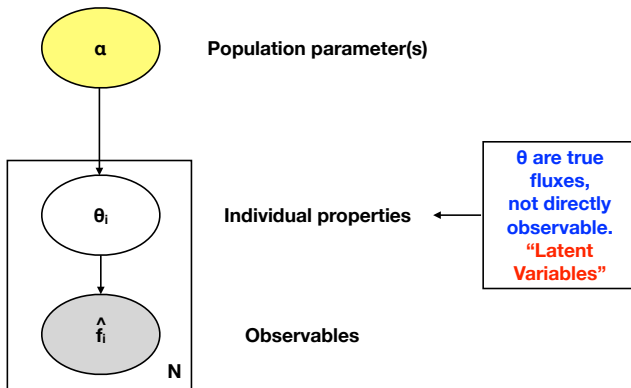 α
Population parameter(s)
θᵢ
Individual properties
θ are true
fluxes,
not directly
observable.
“Latent
Variables”
f̂ᵢ
Observables
N